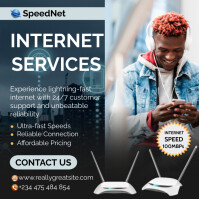 SpeedNet
INTERNET
SERVICES
Experience lightning-fast
internet with 24/7 customer
support and unbeatable
reliability
Ultra-fast Speeds
Reliable Connection
Affordable Pricing
INTERNET
SPEED
100MBPs
CONTACT US
www.reallygreatsite.com
+234 475 484 854